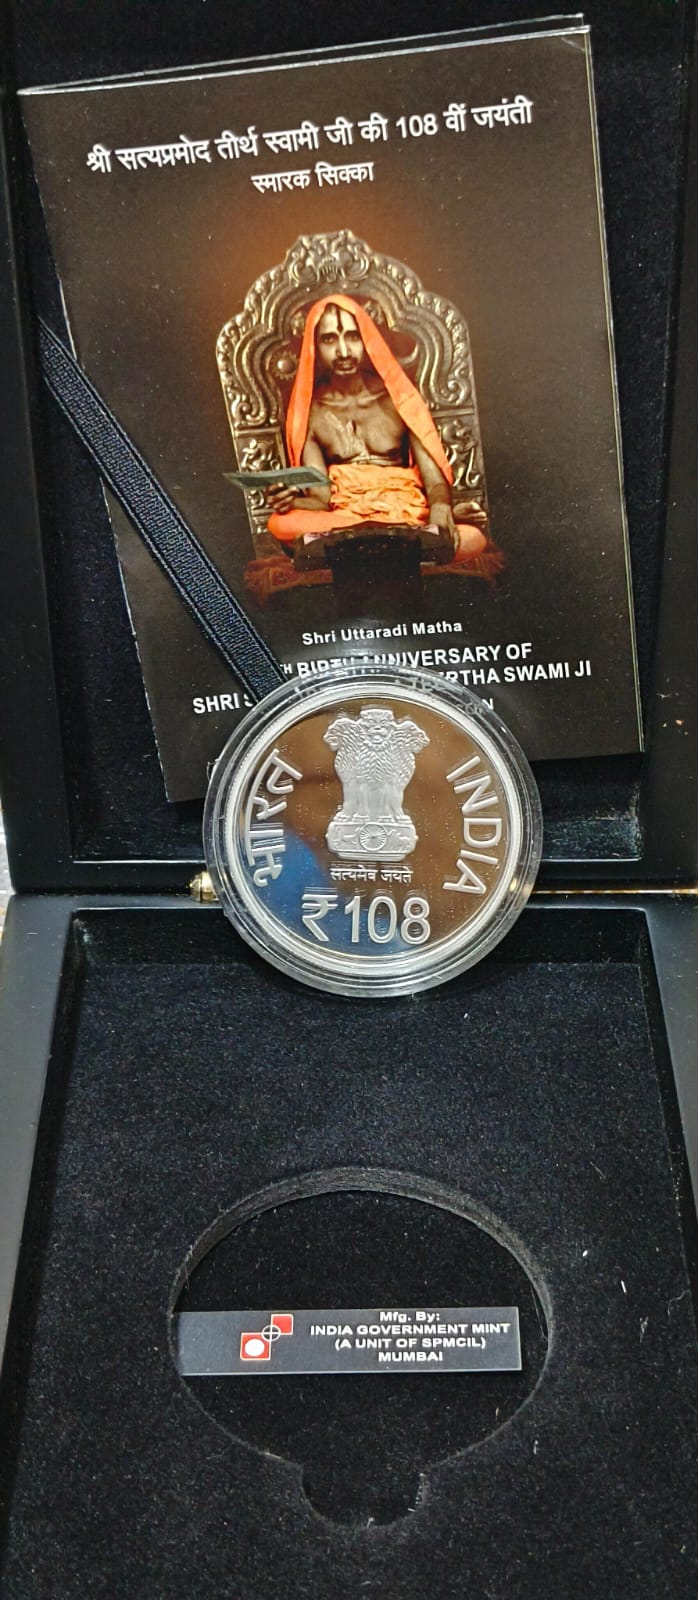 श्री सत्यप्रमोद तीर्थ स्वामी जी की 108 वीं जयंती
स्मारक सिक्का
Shri Uttaradi Matha
TH BIRTH ANNIVERSARY OF
SHRI SWAMI JI
भारत
INDIA
सत्यमेव जयते
₹108
Mfg. By:
INDIA GOVERNMENT MINT
(A UNIT OF SPMCIL)
MUMBAI